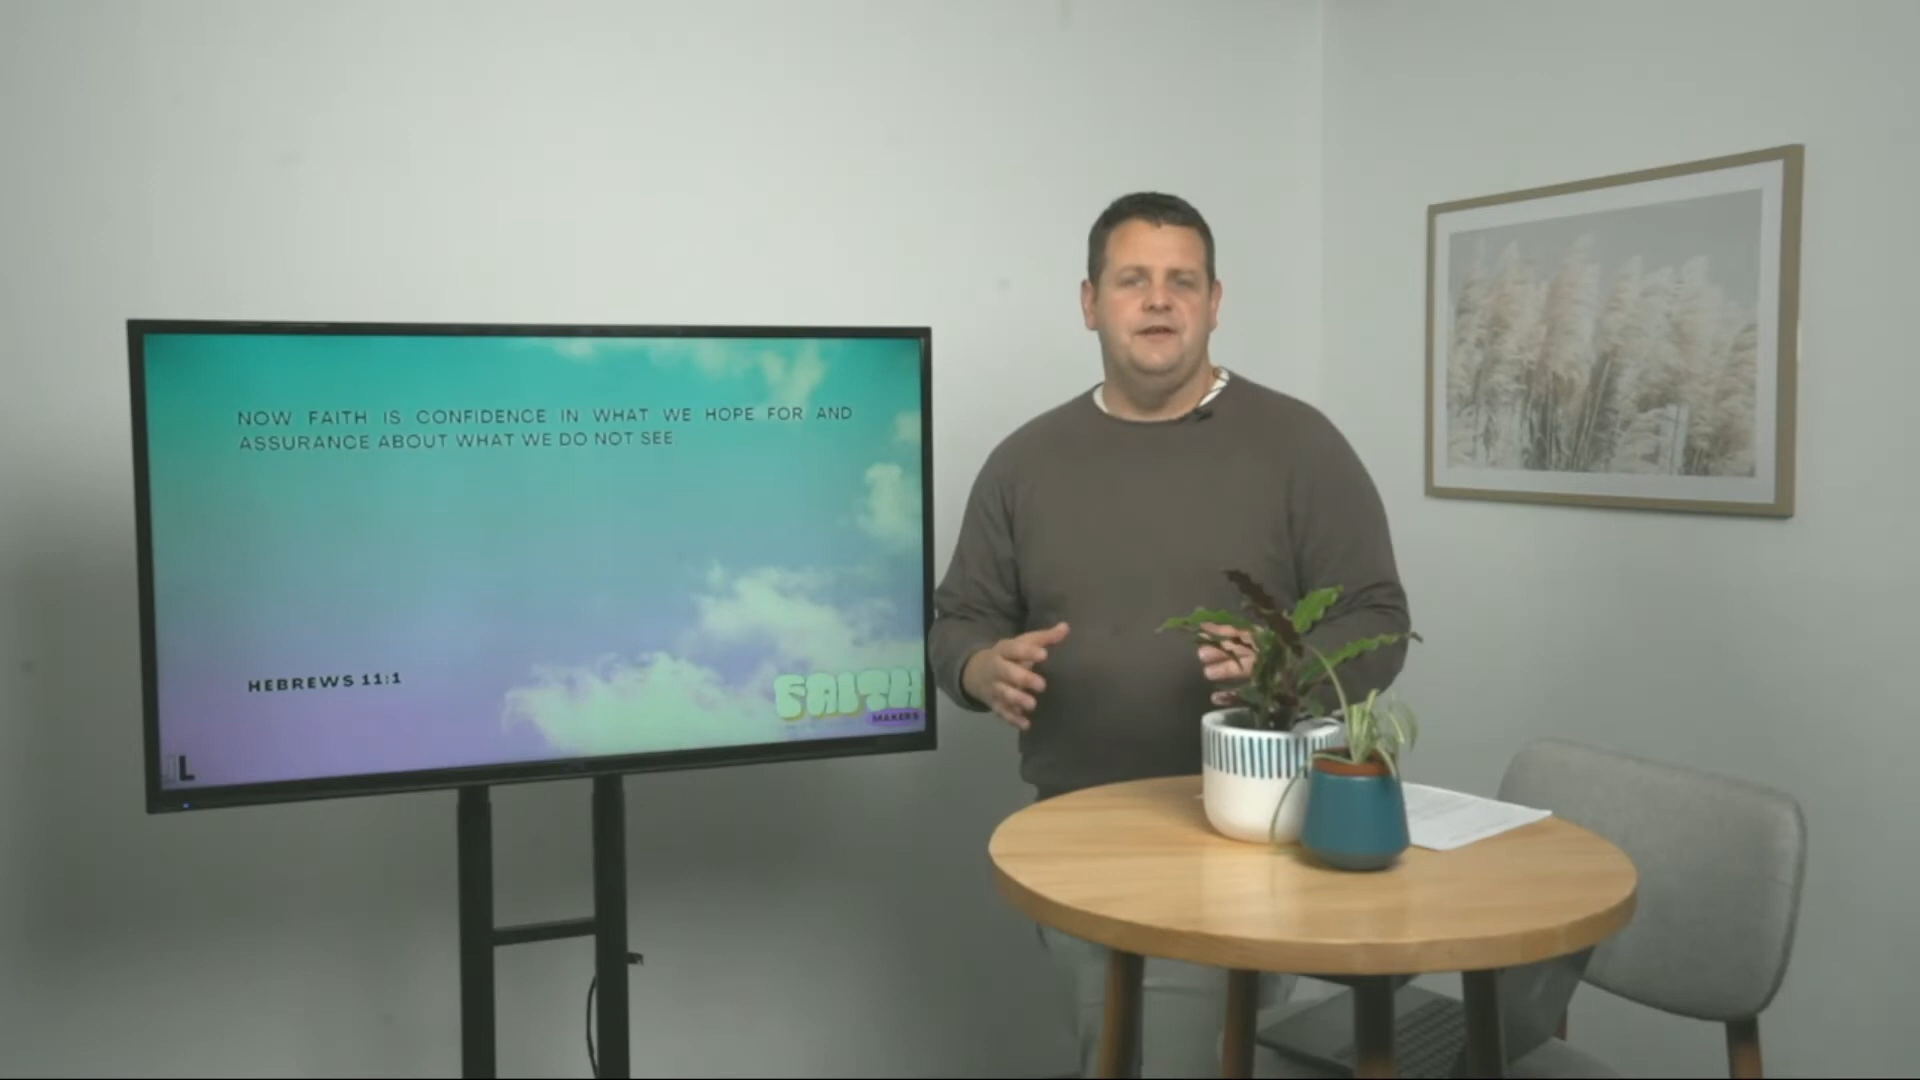 NOW FAITH IS CONFIDENCE IN WHAT WE HOPE FOR AND
ASSURANCE ABOUT WHAT WE DO NOT SEE
HEBREWS 11:1
FAITH
MAKERS
L